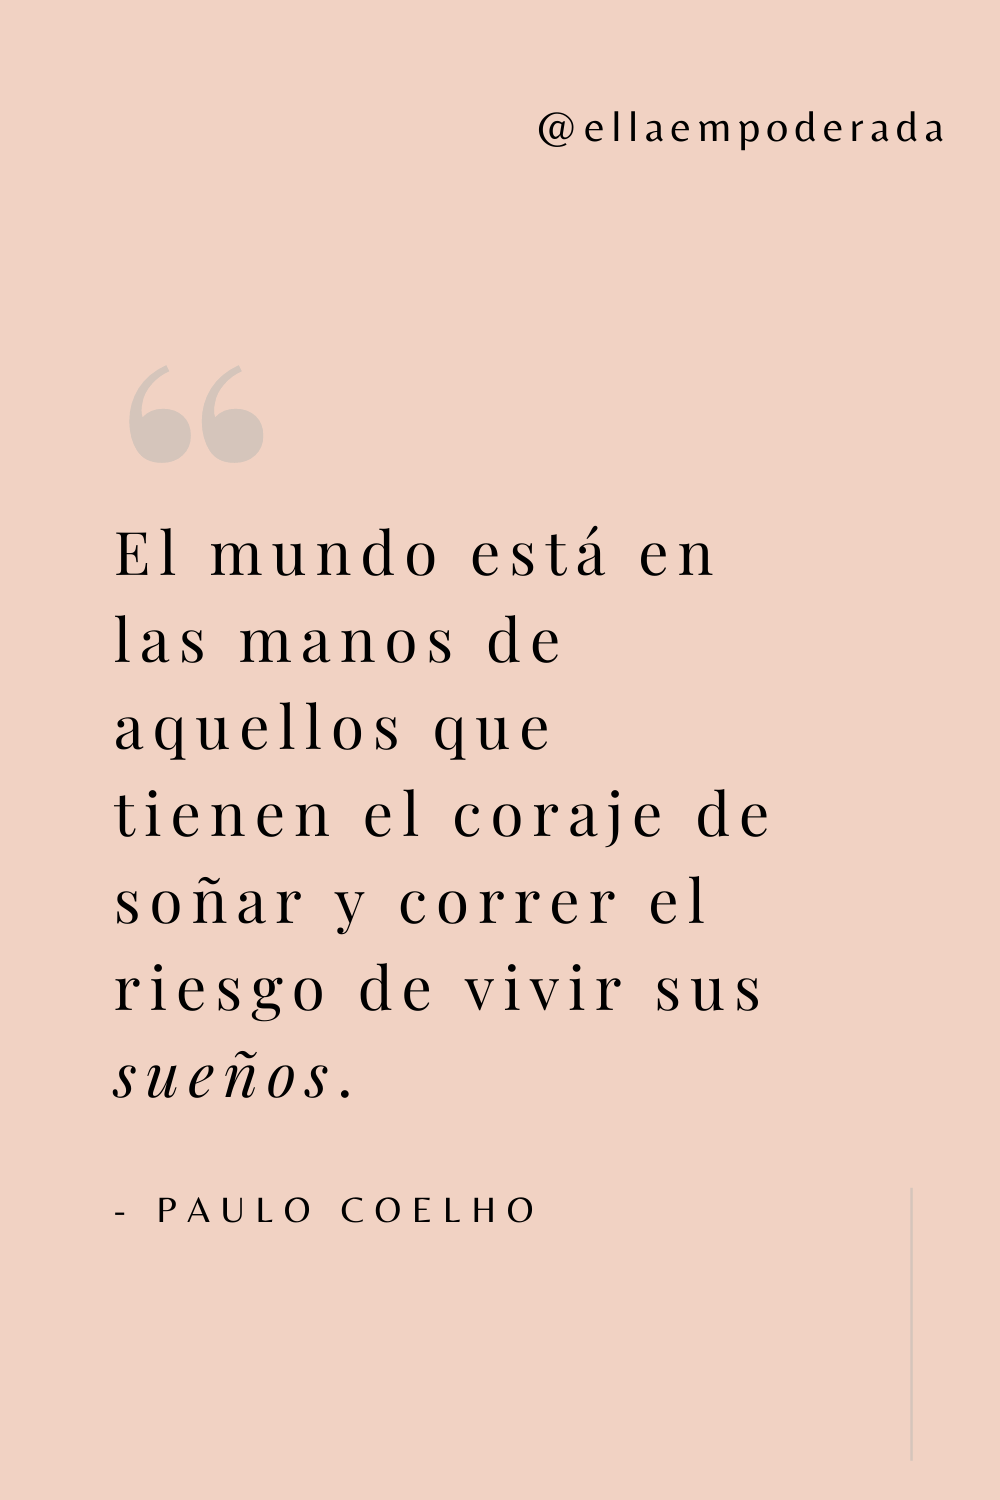 @ellaempoderada
“
El mundo está en
las manos de
aquellos que
tienen el coraje de
soñar y correr el
riesgo de vivir sus
sueños.
- PAULO COELHO